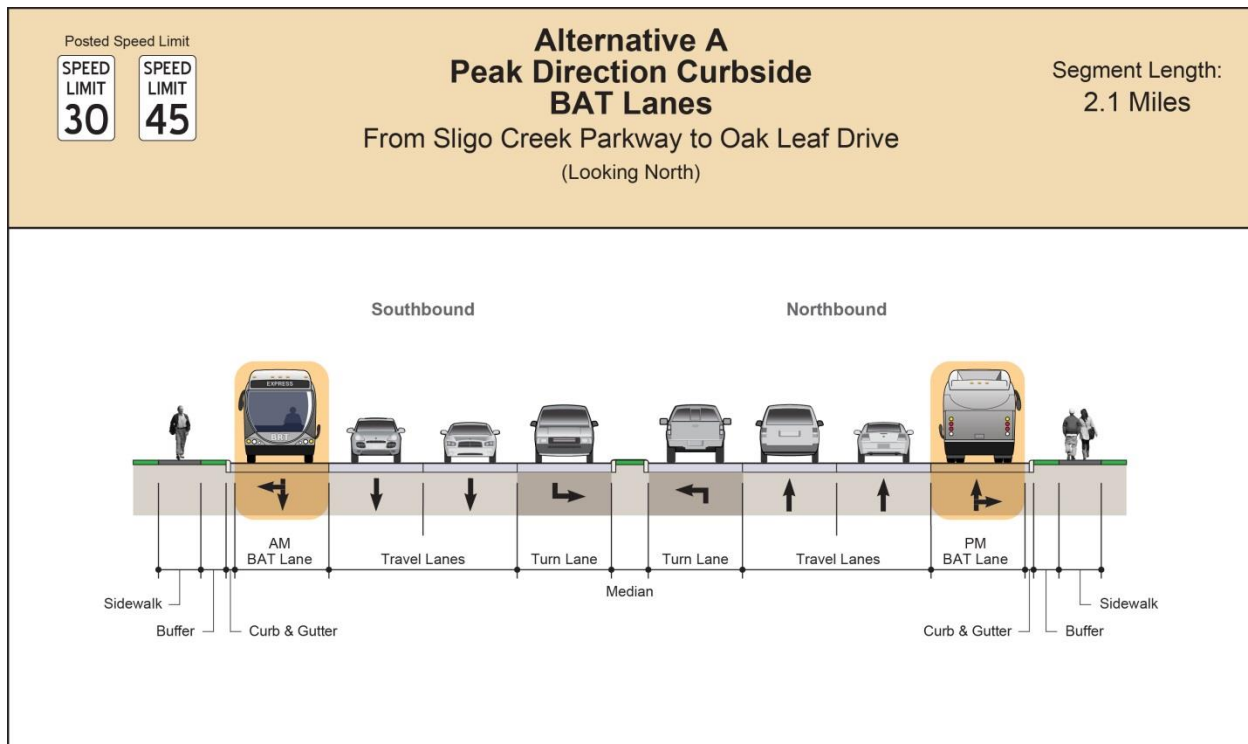 Posted Speed Limit
SPEED
LIMIT
30
SPEED
LIMIT
45
Alternative A
Peak Direction Curbside
BAT Lanes
From Sligo Creek Parkway to Oak Leaf Drive
(Looking North)
Segment Length:
2.1 Miles
Southbound
Northbound
EXPRESS
BRT
AM
BAT Lane
Travel Lanes
Turn Lane
Median
Turn Lane
Travel Lanes
PM
BAT Lane
Sidewalk
Buffer
Curb & Gutter
Curb & Gutter
Buffer
Sidewalk